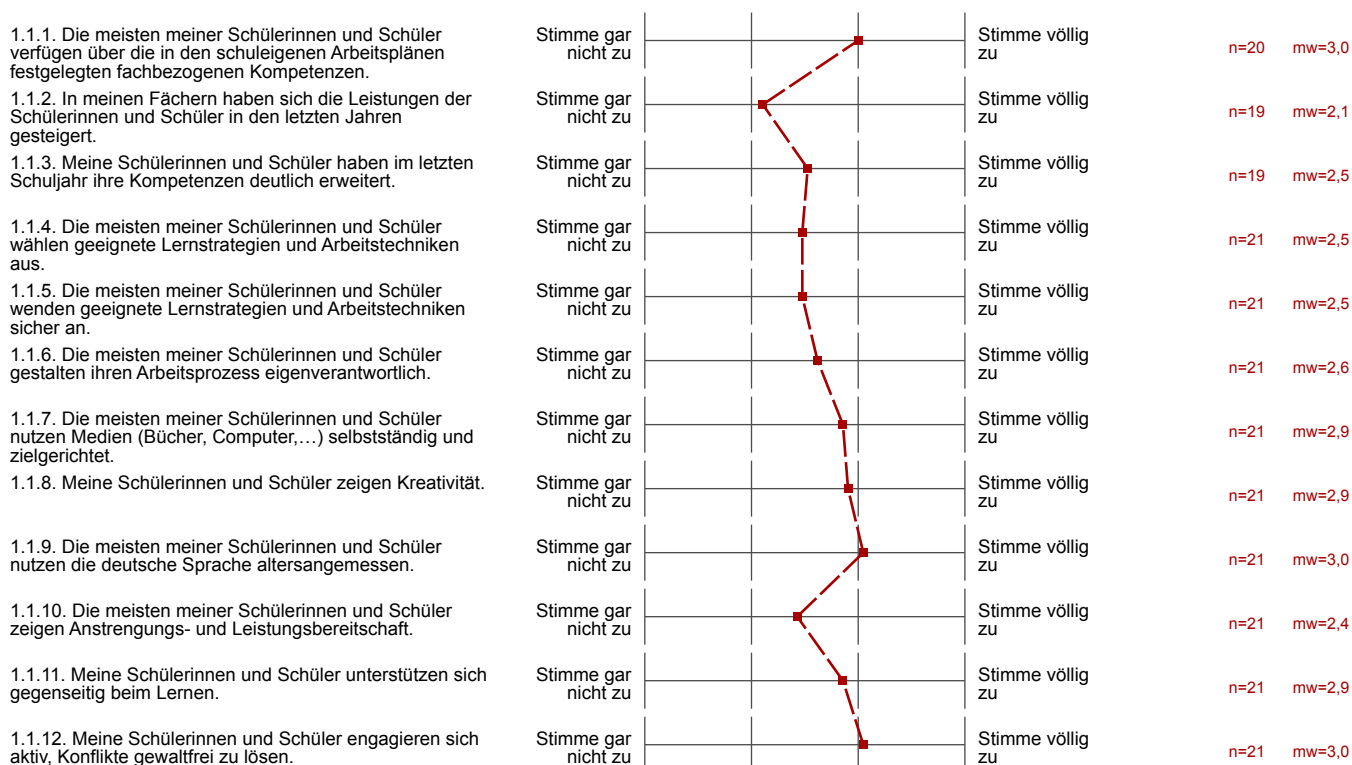 1.1.1. Die meisten meiner Schülerinnen und Schüler
verfügen über die in den schuleigenen Arbeitsplänen
festgelegten fachbezogenen Kompetenzen.
Stimme gar
nicht zu
Stimme völlig
zu
n=20 mw=3,0
1.1.2. In meinen Fächern haben sich die Leistungen der
Schülerinnen und Schüler in den letzten Jahren
gesteigert.
Stimme gar
nicht zu
Stimme völlig
zu
n=19 mw=2,1
1.1.3. Meine Schülerinnen und Schüler haben im letzten
Schuljahr ihre Kompetenzen deutlich erweitert.
Stimme gar
nicht zu
Stimme völlig
zu
n=19 mw=2,5
1.1.4. Die meisten meiner Schülerinnen und Schüler
wählen geeignete Lernstrategien und Arbeitstechniken
aus.
Stimme gar
nicht zu
Stimme völlig
zu
n=21 mw=2,5
1.1.5. Die meisten meiner Schülerinnen und Schüler
wenden geeignete Lernstrategien und Arbeitstechniken
sicher an.
Stimme gar
nicht zu
Stimme völlig
zu
n=21 mw=2,5
1.1.6. Die meisten meiner Schülerinnen und Schüler
gestalten ihren Arbeitsprozess eigenverantwortlich.
Stimme gar
nicht zu
Stimme völlig
zu
n=21 mw=2,6
1.1.7. Die meisten meiner Schülerinnen und Schüler
nutzen Medien (Bücher, Computer,…) selbstständig und
zielgerichtet.
Stimme gar
nicht zu
Stimme völlig
zu
n=21 mw=2,9
1.1.8. Meine Schülerinnen und Schüler zeigen Kreativität.
Stimme gar
nicht zu
Stimme völlig
zu
n=21 mw=2,9
1.1.9. Die meisten meiner Schülerinnen und Schüler
nutzen die deutsche Sprache altersangemessen.
Stimme gar
nicht zu
Stimme völlig
zu
n=21 mw=3,0
1.1.10. Die meisten meiner Schülerinnen und Schüler
zeigen Anstrengungs- und Leistungsbereitschaft.
Stimme gar
nicht zu
Stimme völlig
zu
n=21 mw=2,4
1.1.11. Meine Schülerinnen und Schüler unterstützen sich
gegenseitig beim Lernen.
Stimme gar
nicht zu
Stimme völlig
zu
n=21 mw=2,9
1.1.12. Meine Schülerinnen und Schüler engagieren sich
aktiv, Konflikte gewaltfrei zu lösen.
Stimme gar
nicht zu
Stimme völlig
zu
n=21 mw=3,0